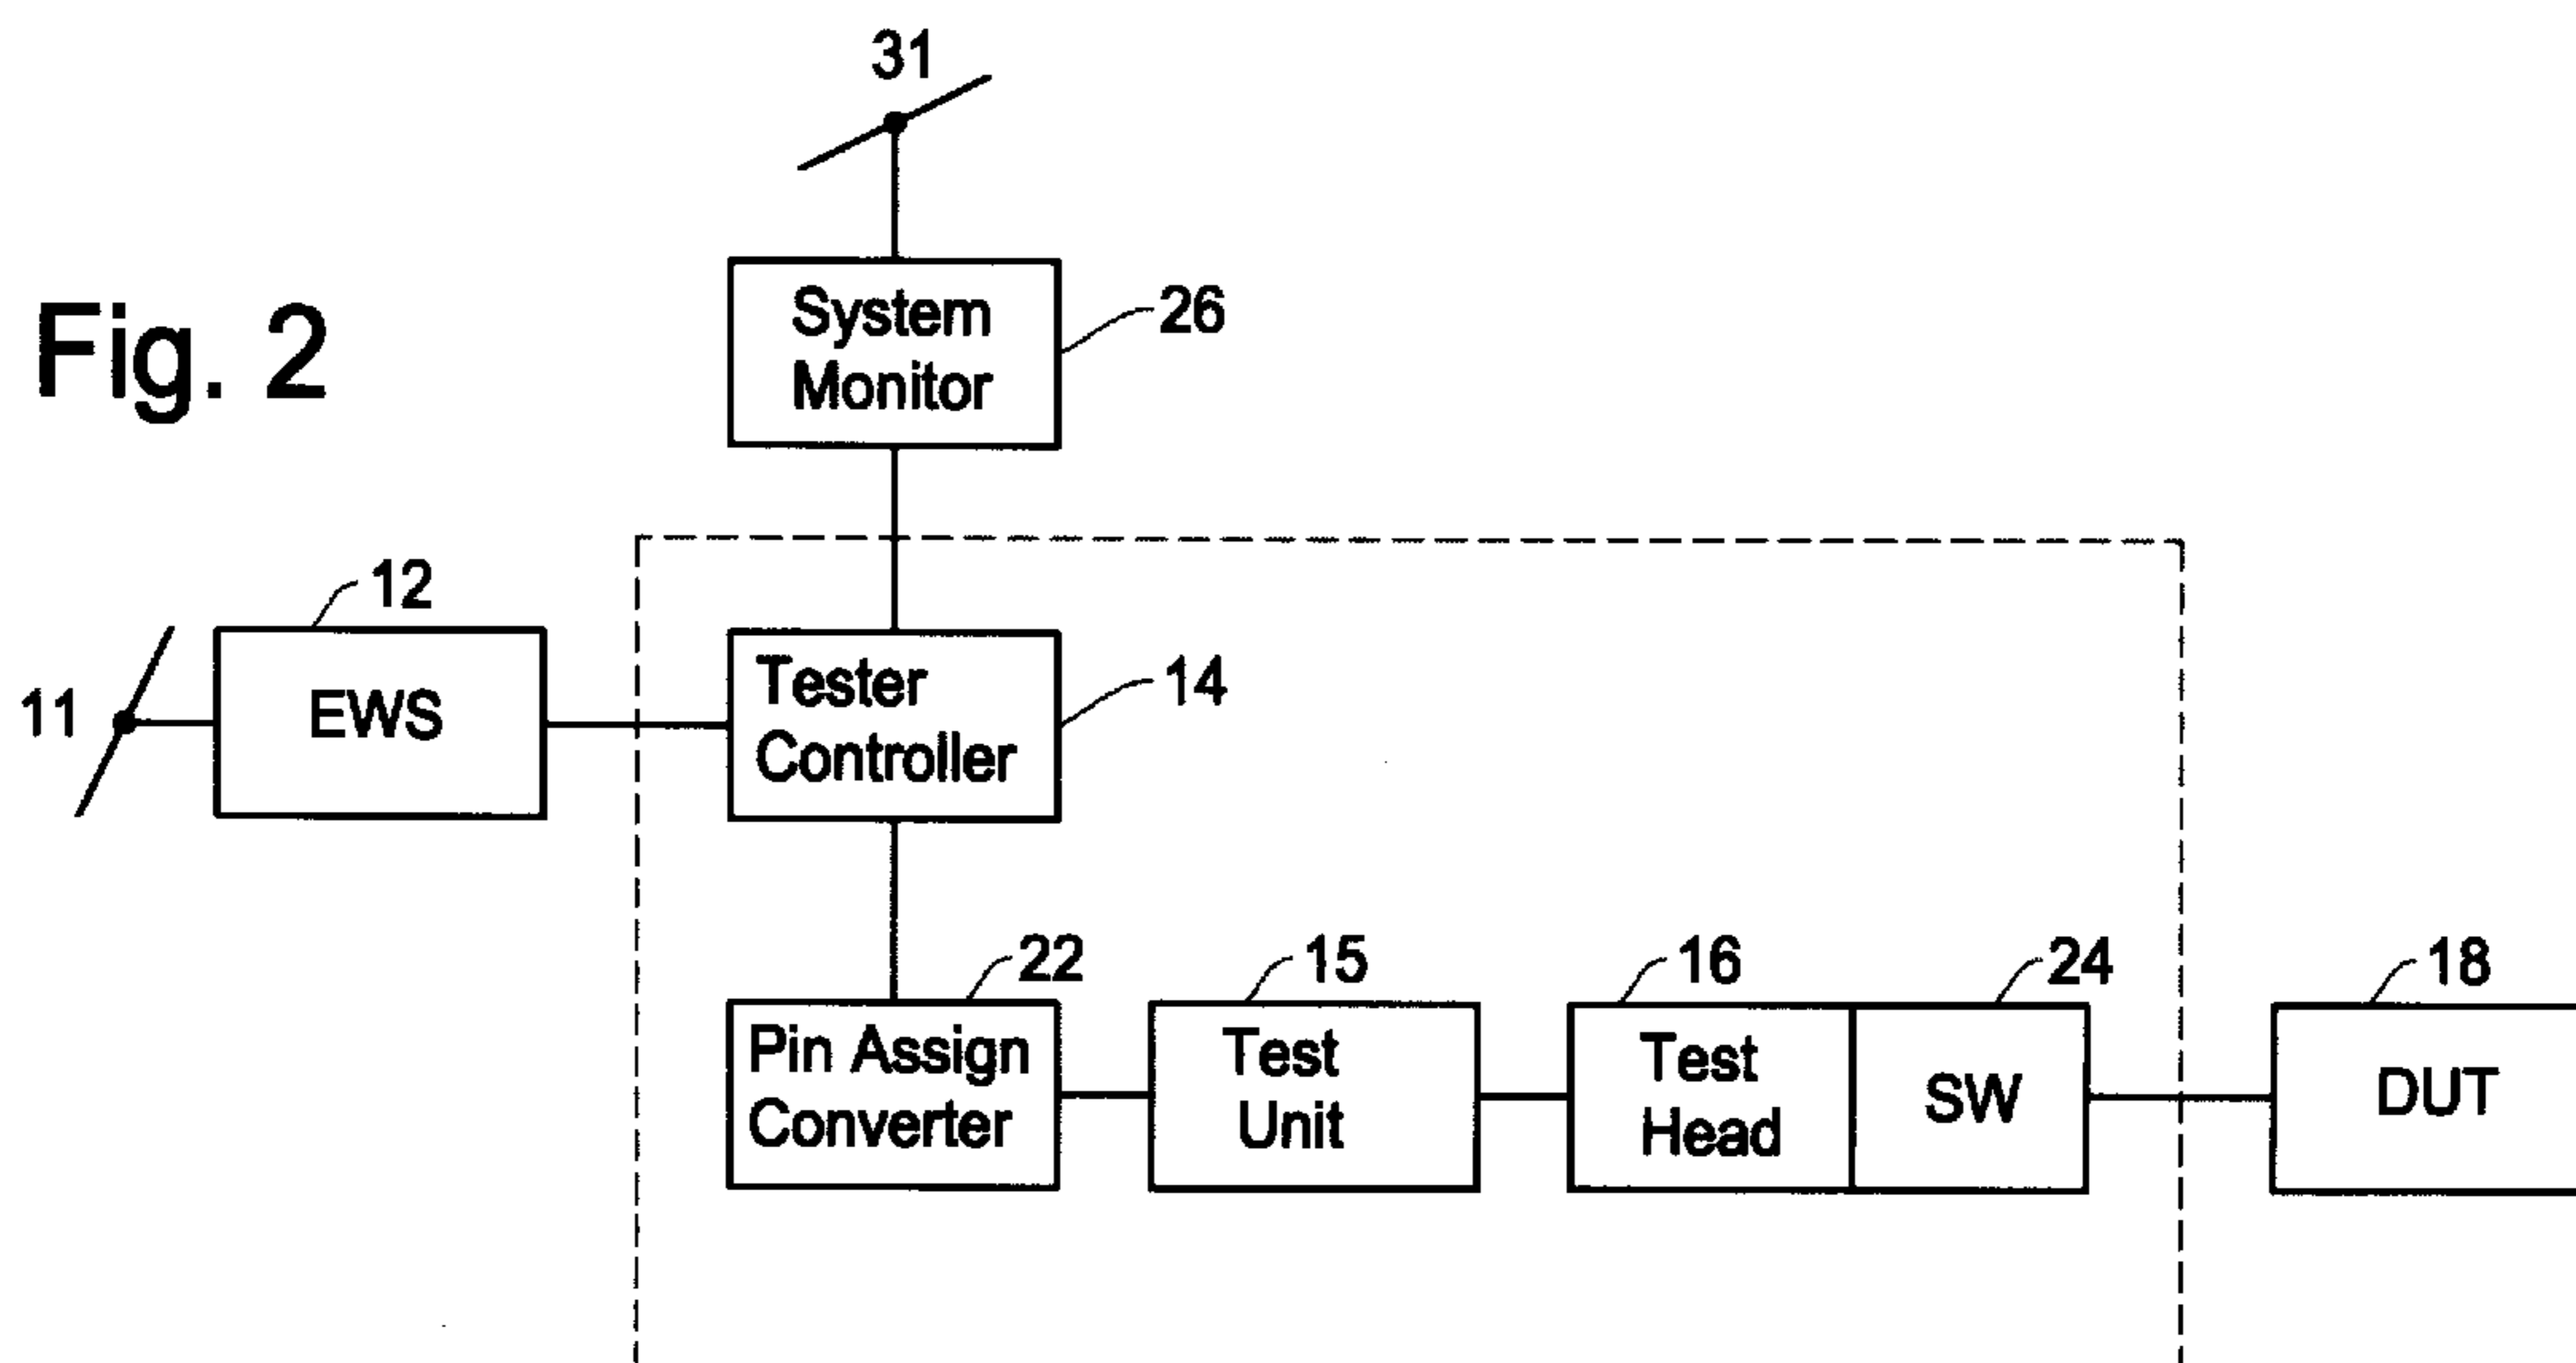 31
System
Monitor
26
Fig. 2
12
11
EWS
Tester
Controller
14
22
15
16
24
18
Pin Assign
Converter
Test
Unit
Test
Head
SW
DUT